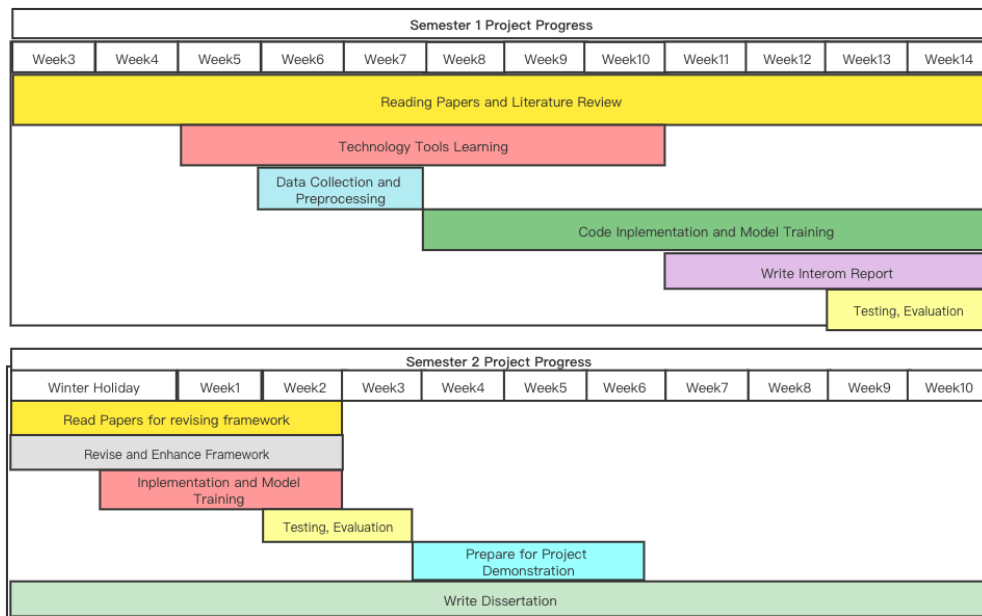 Semester 1 Project Progress
Week3 Week4 Week5 Week6 Week7 Week8 Week9 Week10 Week11 Week12 Week13 Week14
Reading Papers and Literature Review
Technology Tools Learning
Data Collection and
Preprocessing
Code Inplementation and Model Training
Write Interom Report
Testing, Evaluation
Semester 2 Project Progress
Winter Holiday Week1 Week2 Week3 Week4 Week5 Week6 Week7 Week8 Week9 Week10
Read Papers for revising framework
Revise and Enhance Framework
Inplementation and Model
Training
Testing, Evaluation
Prepare for Project
Demonstration
Write Dissertation